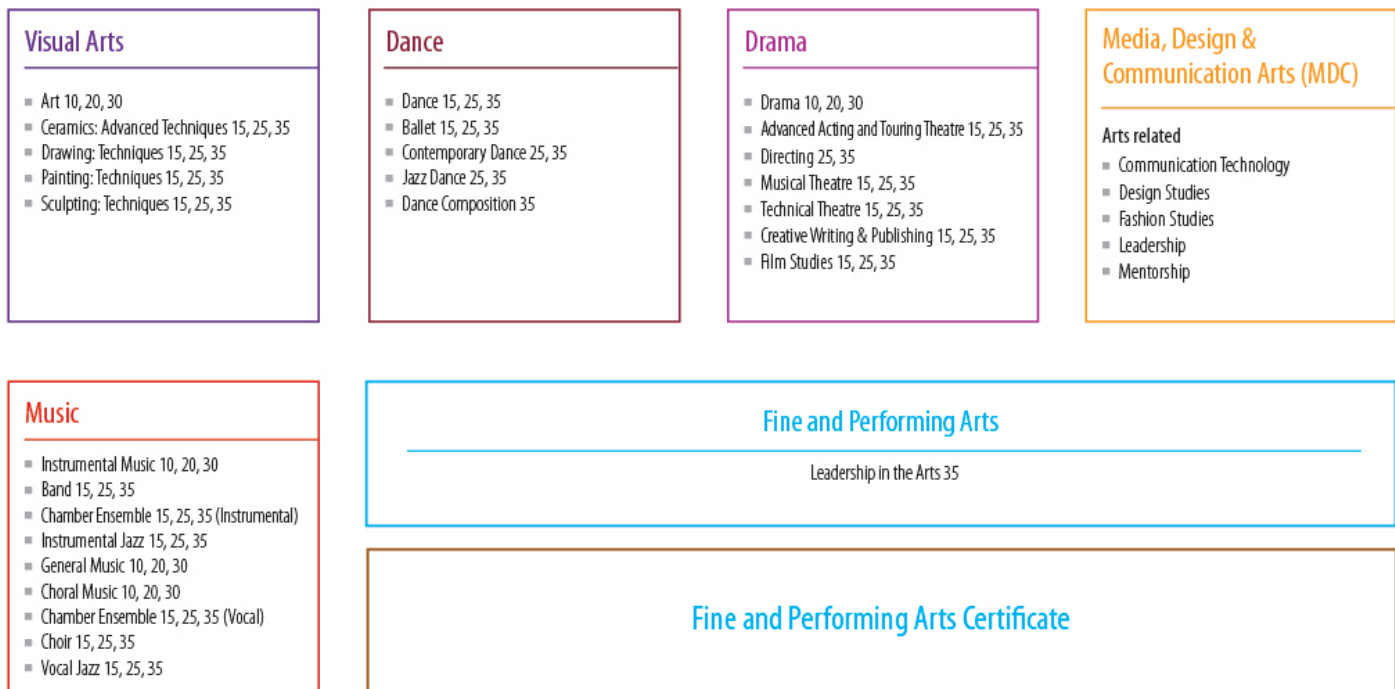 Visual Arts
Art 10, 20, 30
Ceramics: Advanced Techniques 15, 25, 35
Drawing: Techniques 15, 25, 35
Painting: Techniques 15, 25, 35
Sculpting: Techniques 15, 25, 35
Dance
Dance 15, 25, 35
Ballet 15, 25, 35
Contemporary Dance 25, 35
Jazz Dance 25, 35
Dance Composition 35
Drama
Drama 10, 20, 30
Advanced Acting and Touring Theatre 15, 25, 35
Directing 25, 35
Musical Theatre 15, 25, 35
Technical Theatre 15, 25, 35
Creative Writing & Publishing 15, 25, 35
Film Studies 15, 25, 35
Media, Design &
Communication Arts (MDC)
Arts related
Communication Technology
Design Studies
Fashion Studies
Leadership
Mentorship
Music
Instrumental Music 10, 20, 30
Band 15, 25, 35
Chamber Ensemble 15, 25, 35 (Instrumental)
Instrumental Jazz 15, 25, 35
General Music 10, 20, 30
Choral Music 10, 20, 30
Chamber Ensemble 15, 25, 35 (Vocal)
Choir 15, 25, 35
Vocal Jazz 15, 25, 35
Fine and Performing Arts
Leadership in the Arts 35
Fine and Performing Arts Certificate